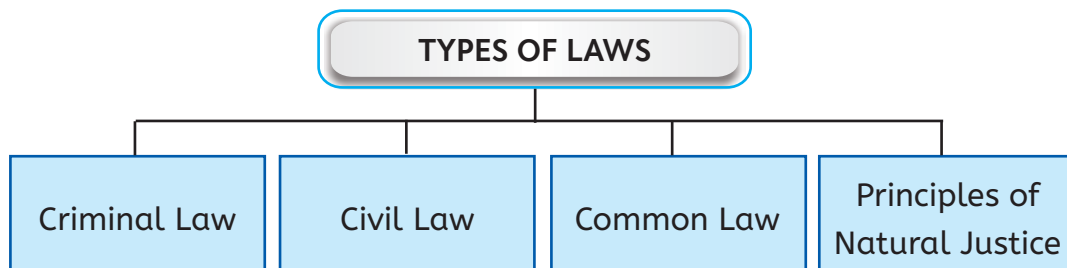 TYPES OF LAWS
Criminal Law
Civil Law
Common Law
Principles of
Natural Justice